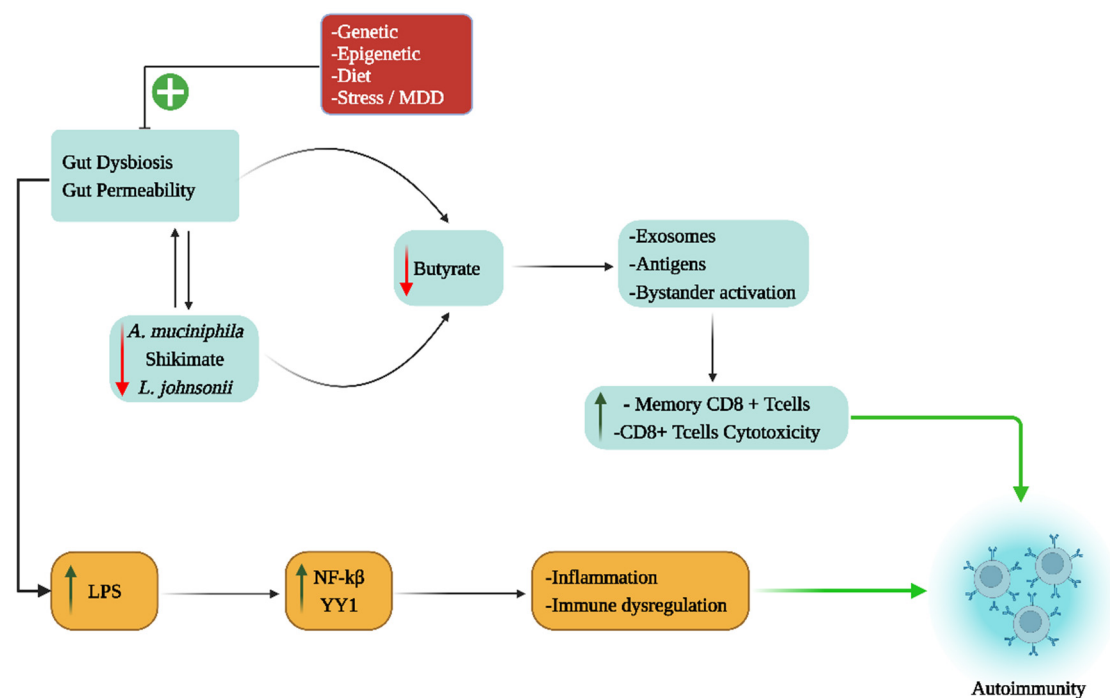 -Genetic
-Epigenetic
-Diet
-Stress / MDD
Gut Dysbiosis
Gut Permeability
Butyrate
-Exosomes
-Antigens
-Bystander activation
A. muciniphila
Shikimate
L. johnsonii
- Memory CD8 + Tcells
-CD8+ Tcells Cytotoxicity
LPS
NF-kβ
YY1
-Inflammation
-Immune dysregulation
Autoimmunity